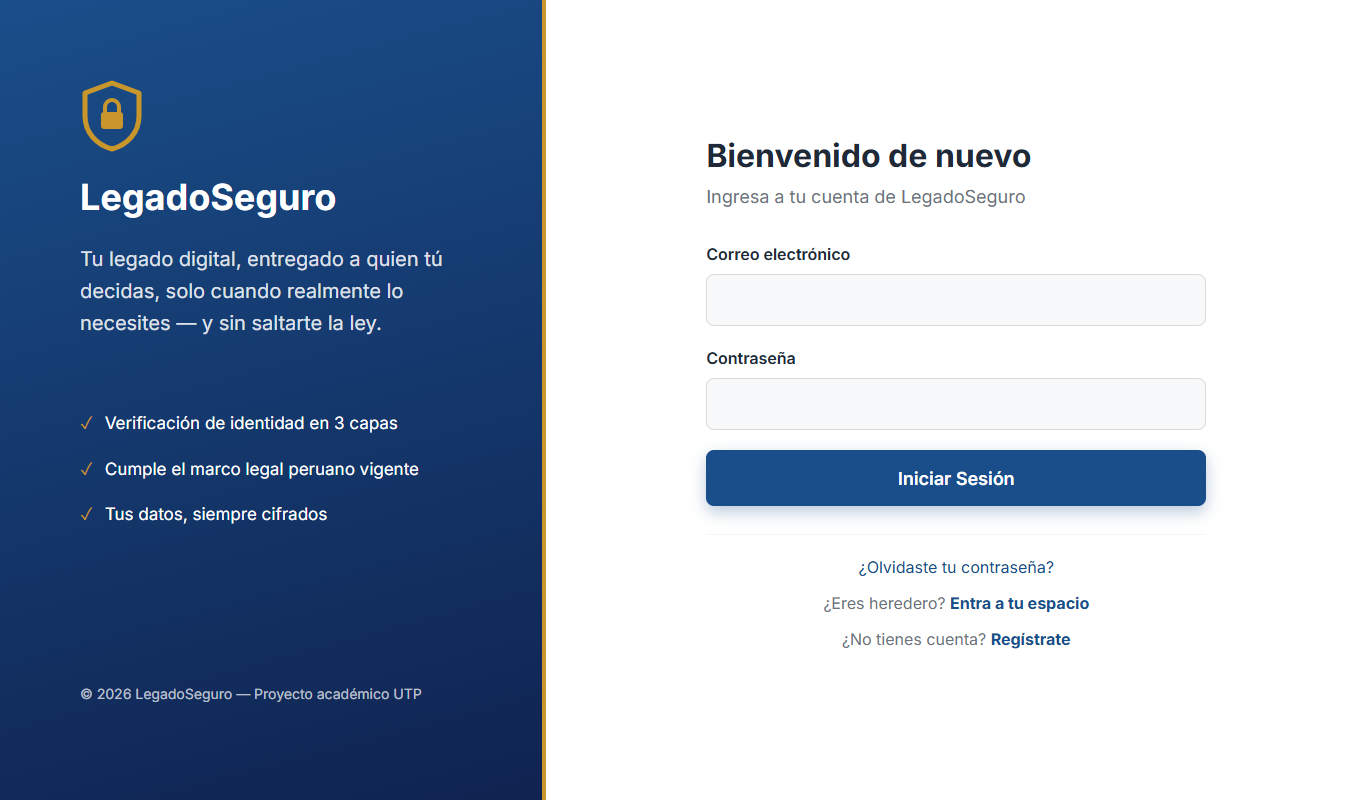 LegadoSeguro
Tu legado digital, entregado a quien tú
decidas, solo cuando realmente lo
necesites — y sin saltarte la ley.
✓ Verificación de identidad en 3 capas
✓ Cumple el marco legal peruano vigente
✓ Tus datos, siempre cifrados
© 2026 LegadoSeguro — Proyecto académico UTP
Bienvenido de nuevo
Ingresa a tu cuenta de LegadoSeguro
Correo electrónico
Contraseña
Iniciar Sesión
¿Olvidaste tu contraseña?
¿Eres heredero? Entra a tu espacio
¿No tienes cuenta? Regístrate